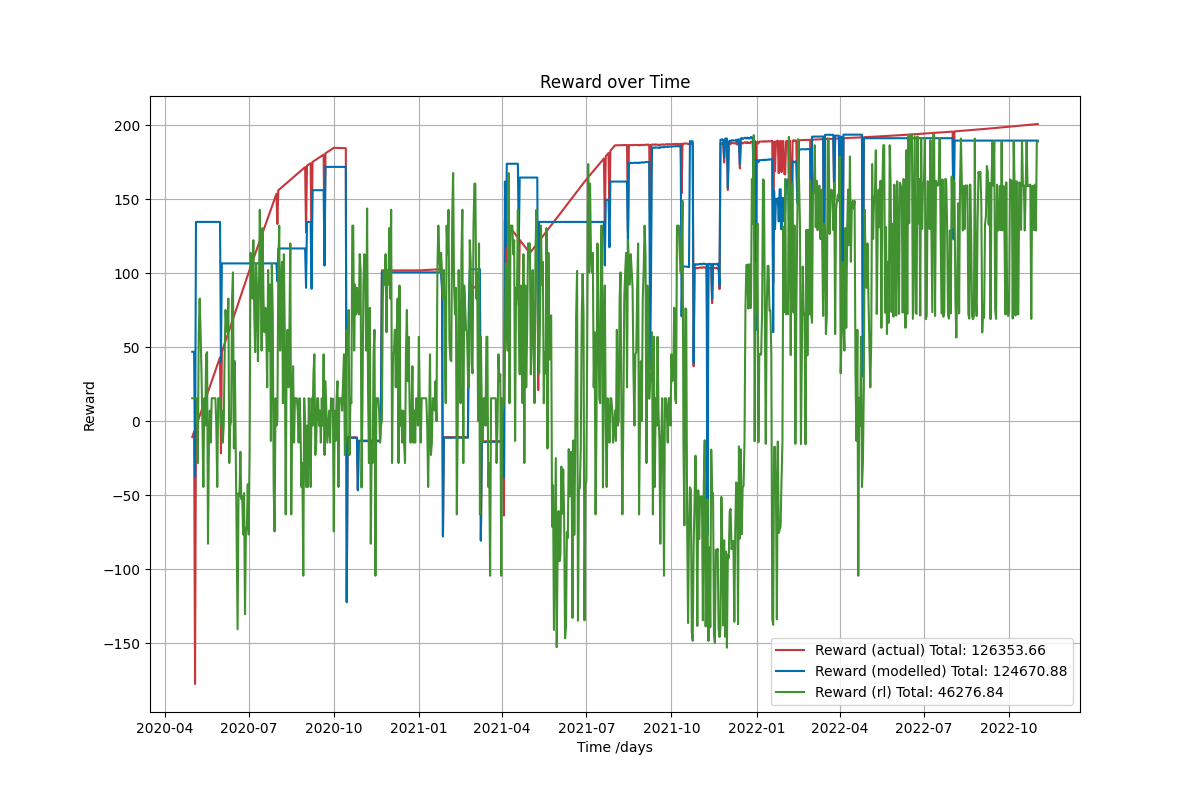 Reward over Time
200
150
100
50
0
−50
−100
−150
Reward
2020-04 2020-07 2020-10 2021-01 2021-04 2021-07 2021-10 2022-01 2022-04 2022-07 2022-10
Time /days
Reward (actual) Total: 126353.66
Reward (modelled) Total: 124670.88
Reward (rl) Total: 46276.84